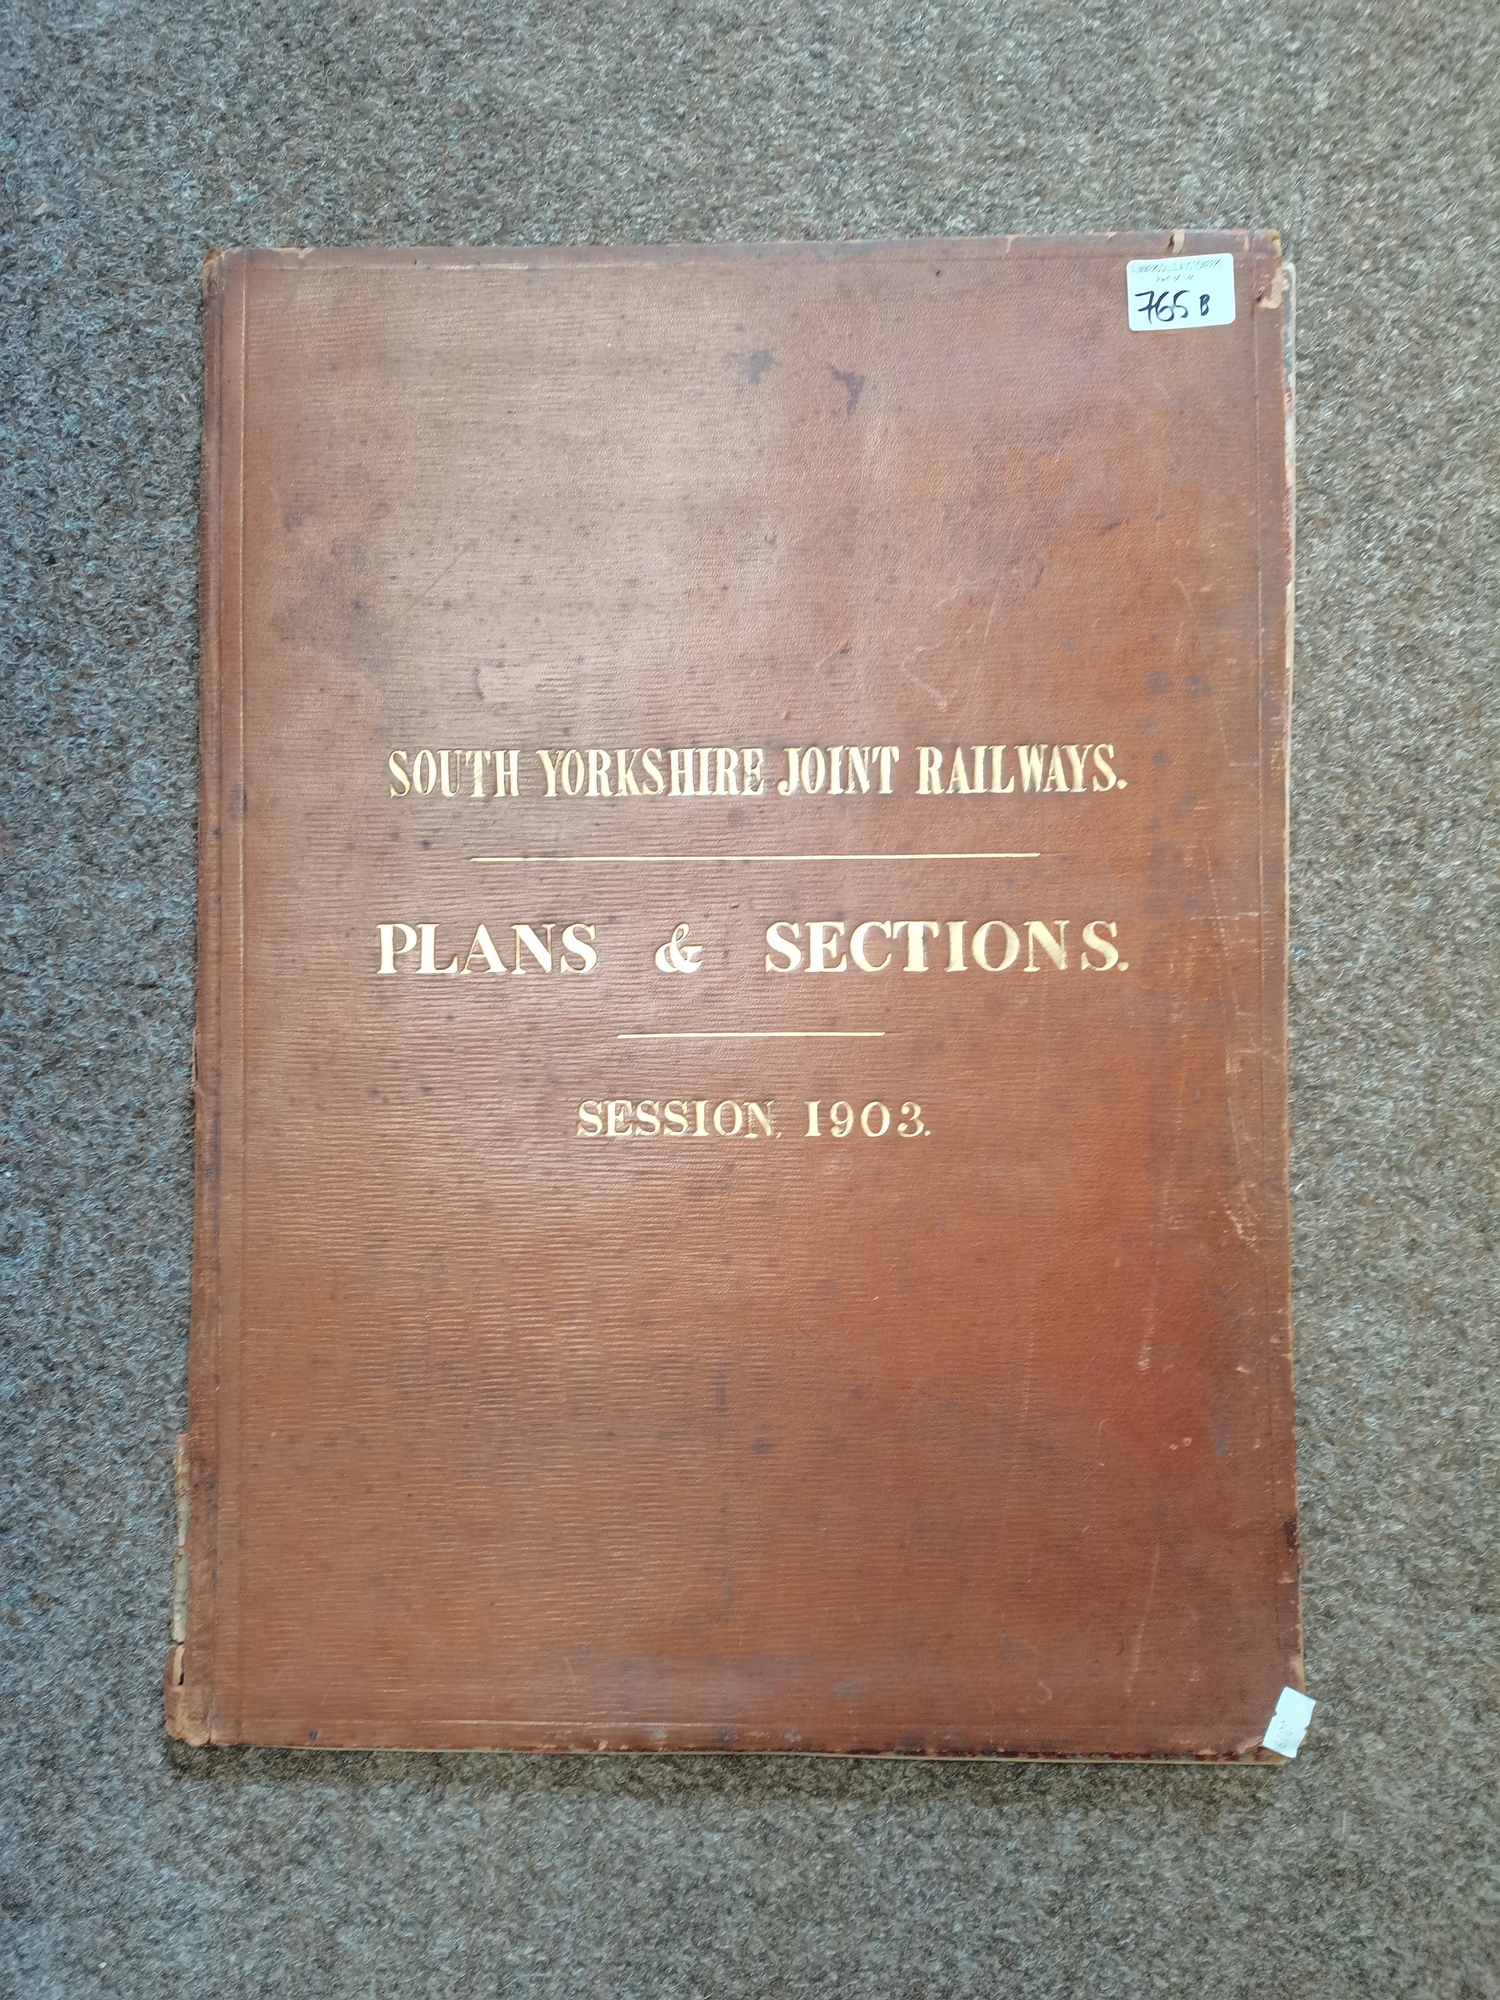 765 B
SOUTH YORKSHIRE JOINT RAILWAYS.
PLANS & SECTIONS.
SESSION, 1903.